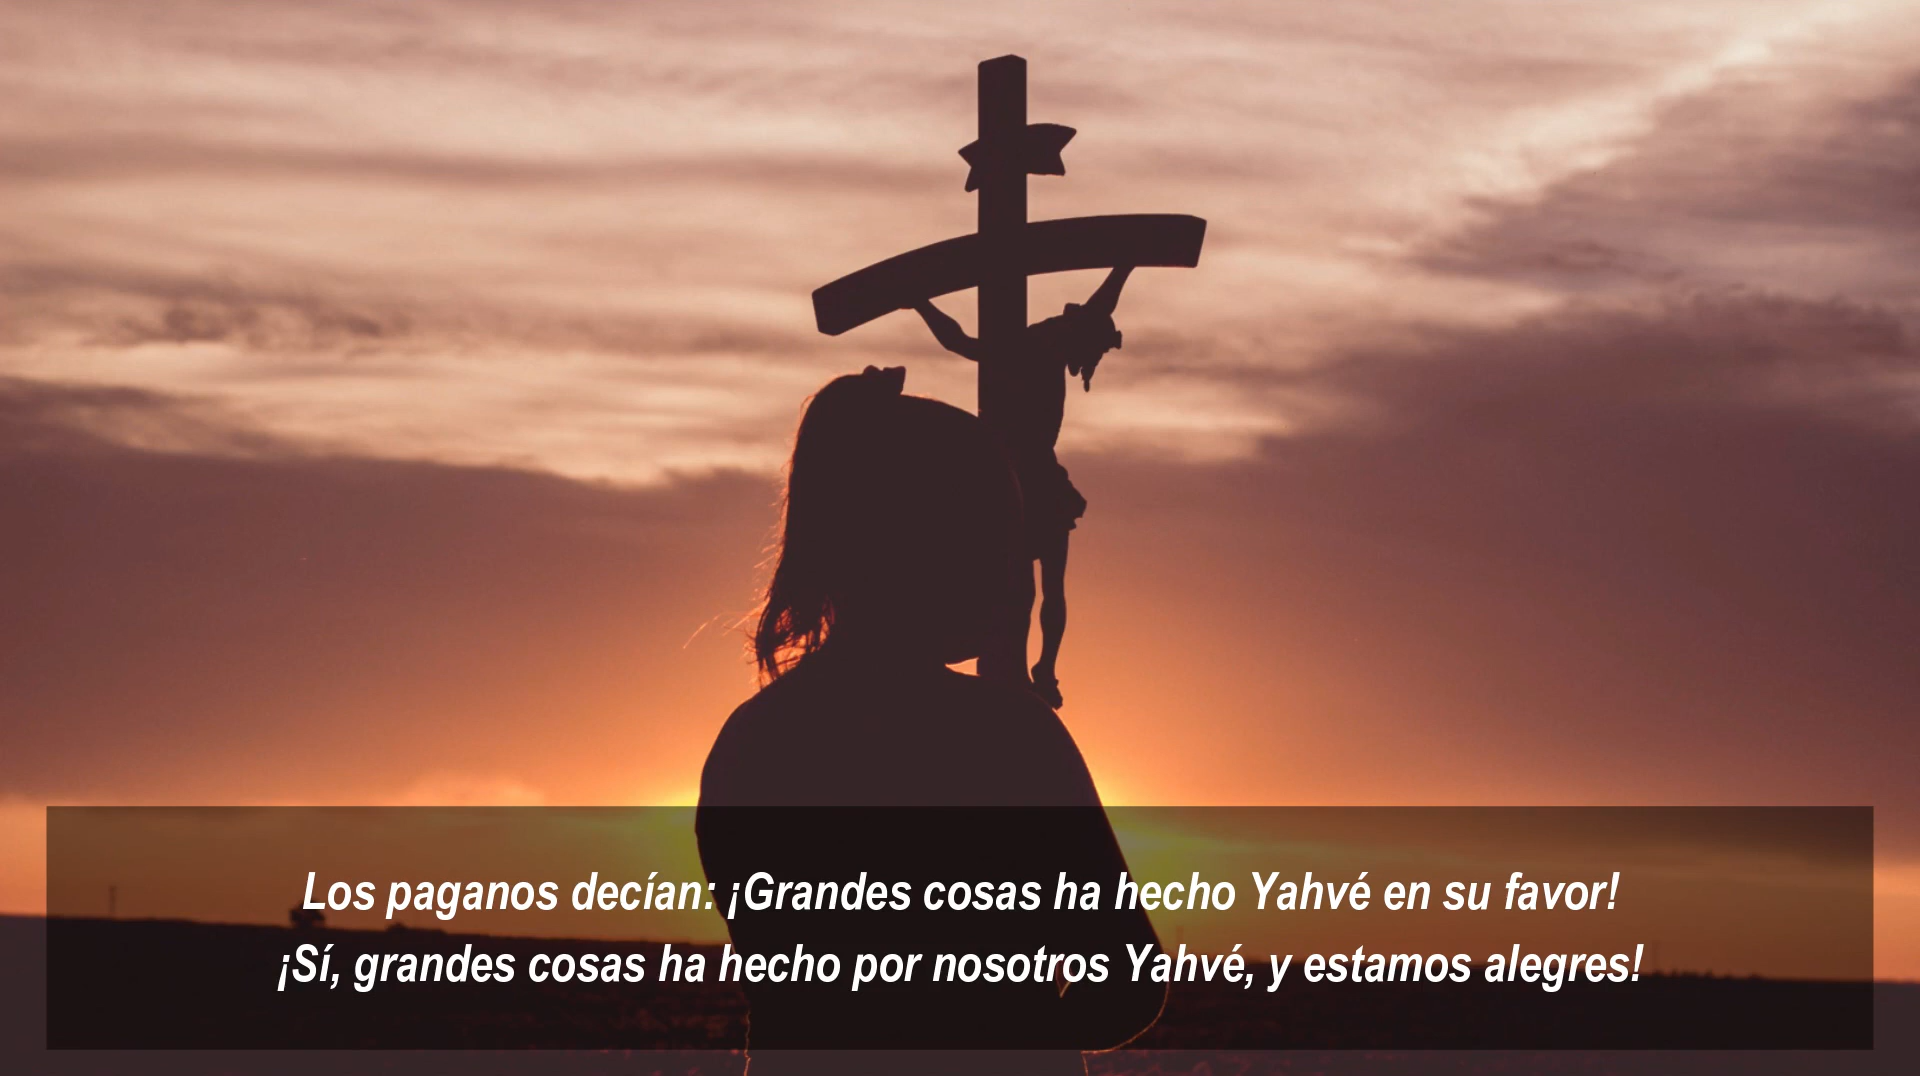 Los paganos decían: ¡Grandes cosas ha hecho Yahvé en su favor!
¡Sí, grandes cosas ha hecho por nosotros Yahvé, y estamos alegres!